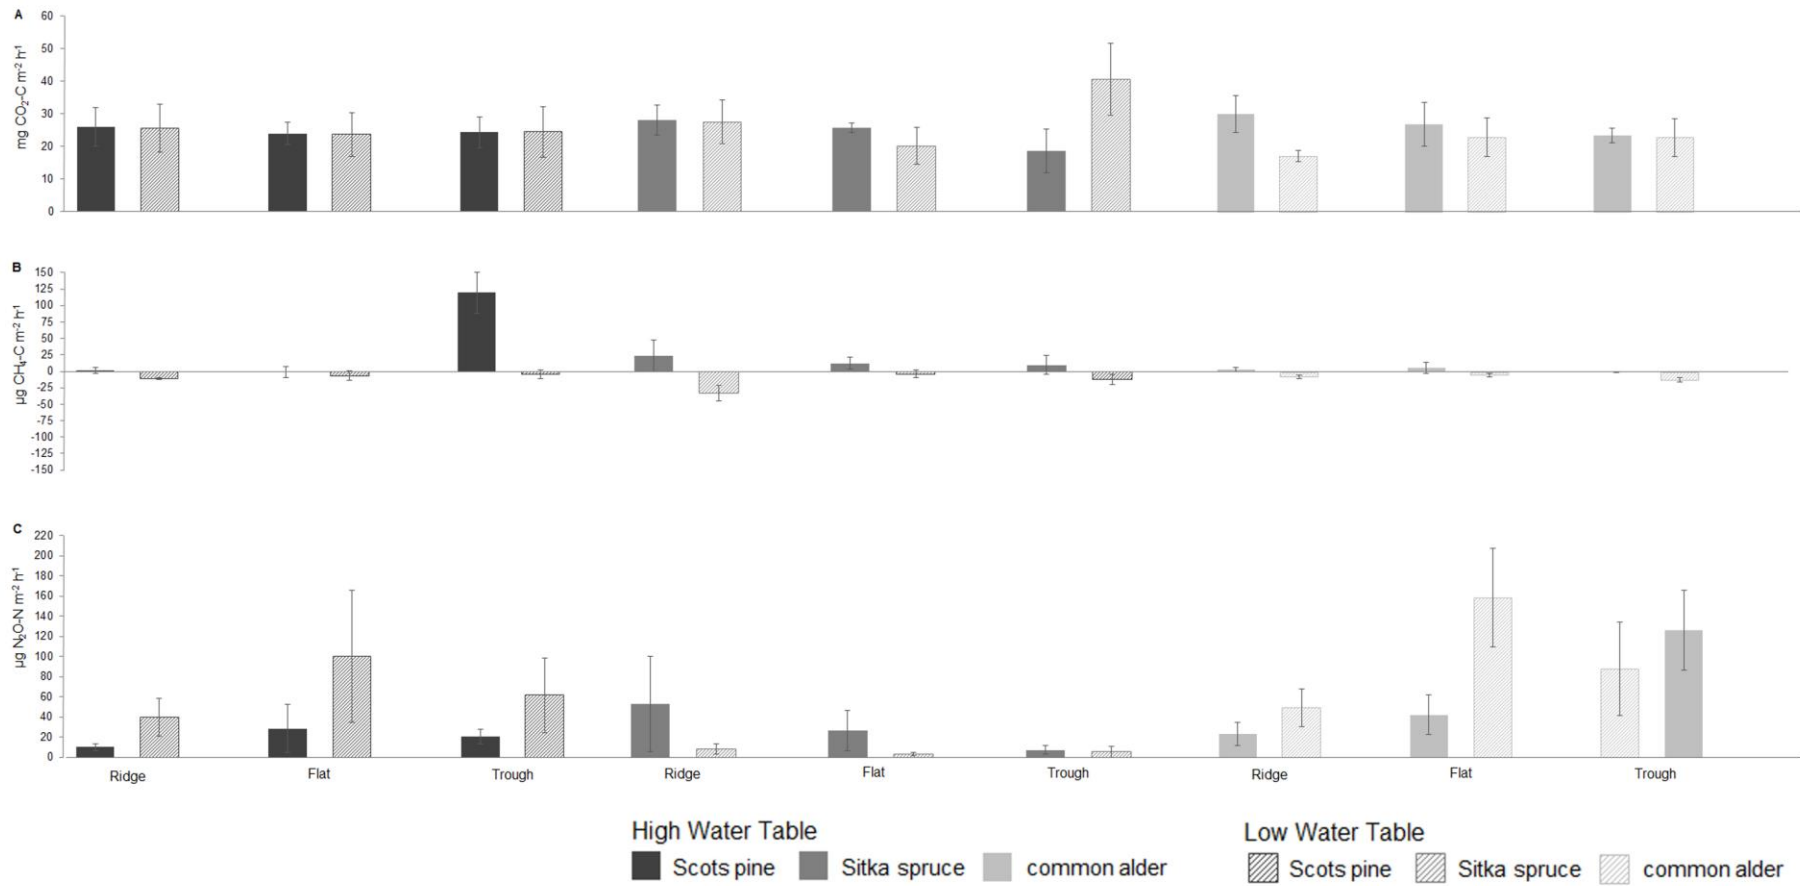 A
mg CO₂-C m⁻² h⁻¹
60
50
40
30
20
10
0
B
µg CH₄-C m⁻² h⁻¹
150
125
100
75
50
25
0
-25
-50
-75
-100
-125
-150
C
µg N₂O-N m⁻² h⁻¹
220
200
180
160
140
120
100
80
60
40
20
0
Ridge Flat Trough Ridge Flat Trough Ridge Flat Trough
High Water Table
Scots pine Sitka spruce common alder
Low Water Table
Scots pine Sitka spruce common alder